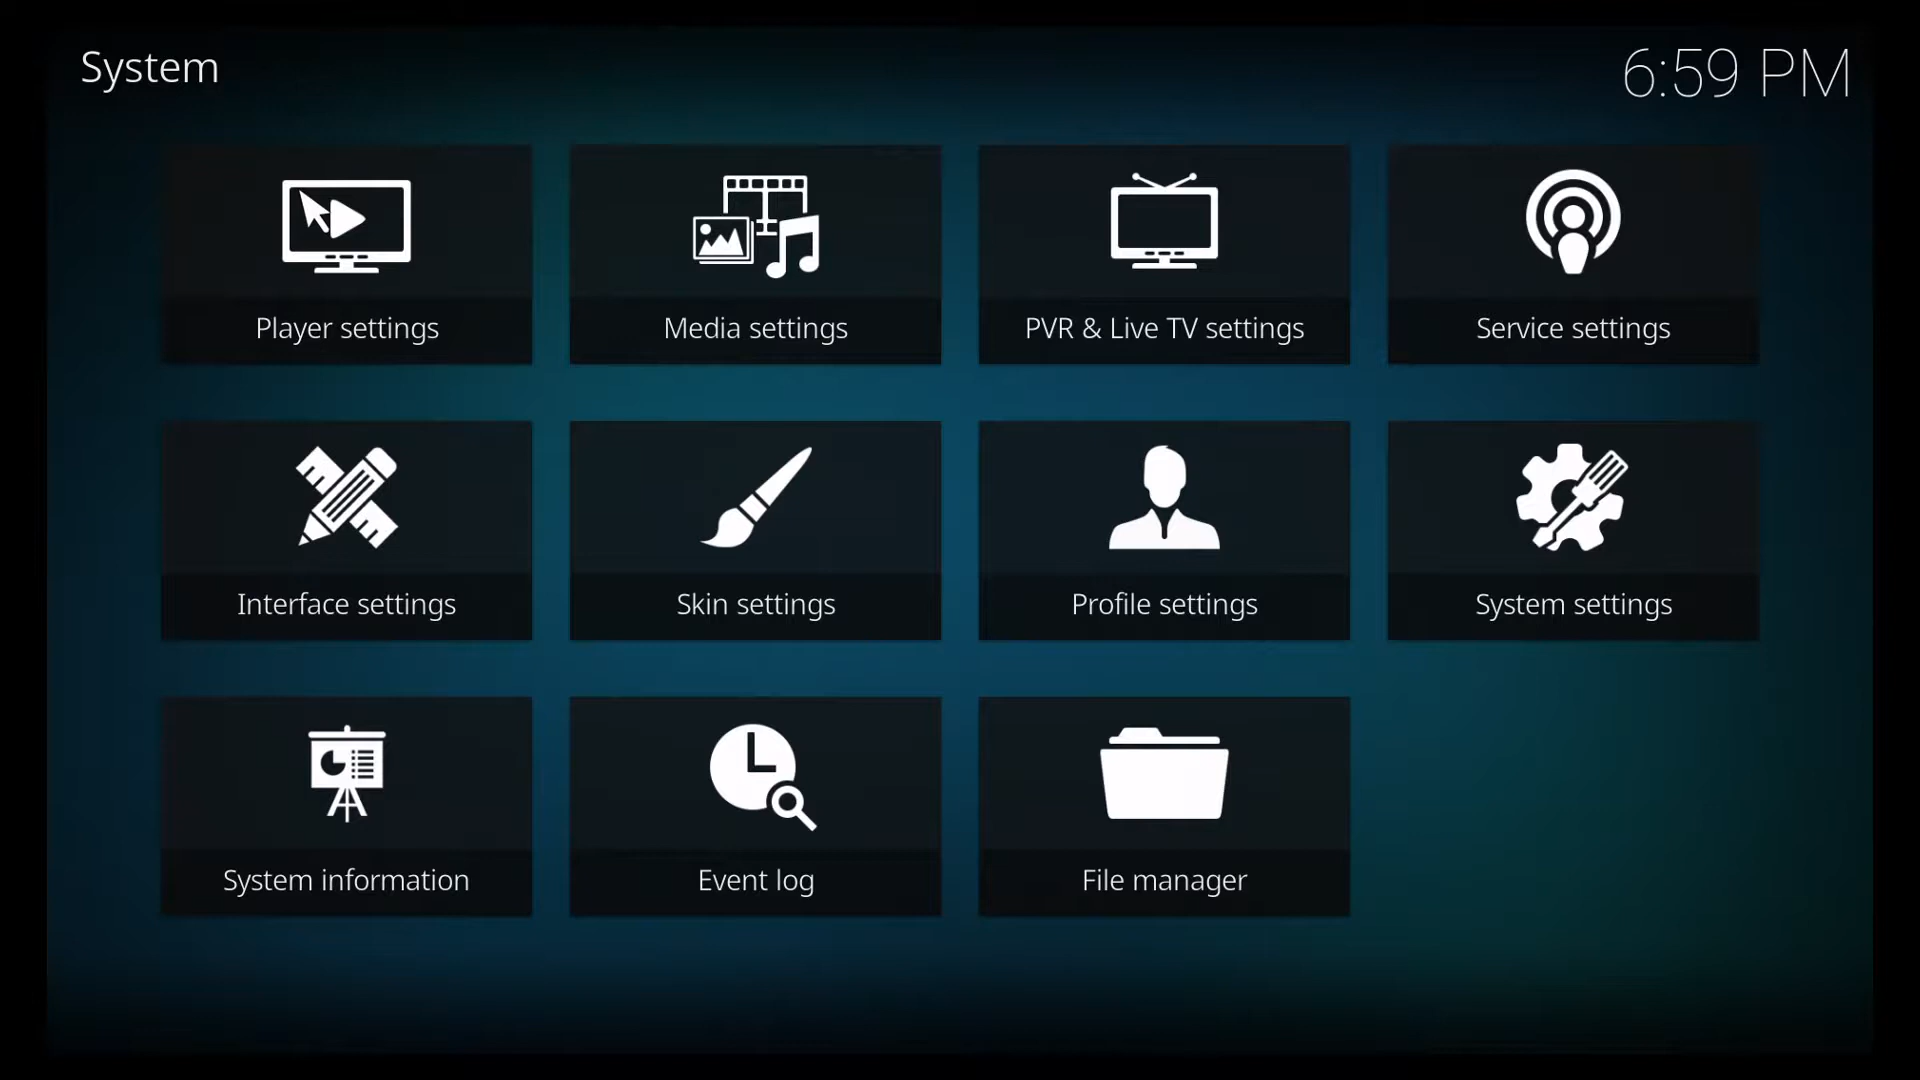 System
6:59 PM
Player settings
Media settings
PVR & Live TV settings
Service settings
Interface settings
Skin settings
Profile settings
System settings
System information
Event log
File manager